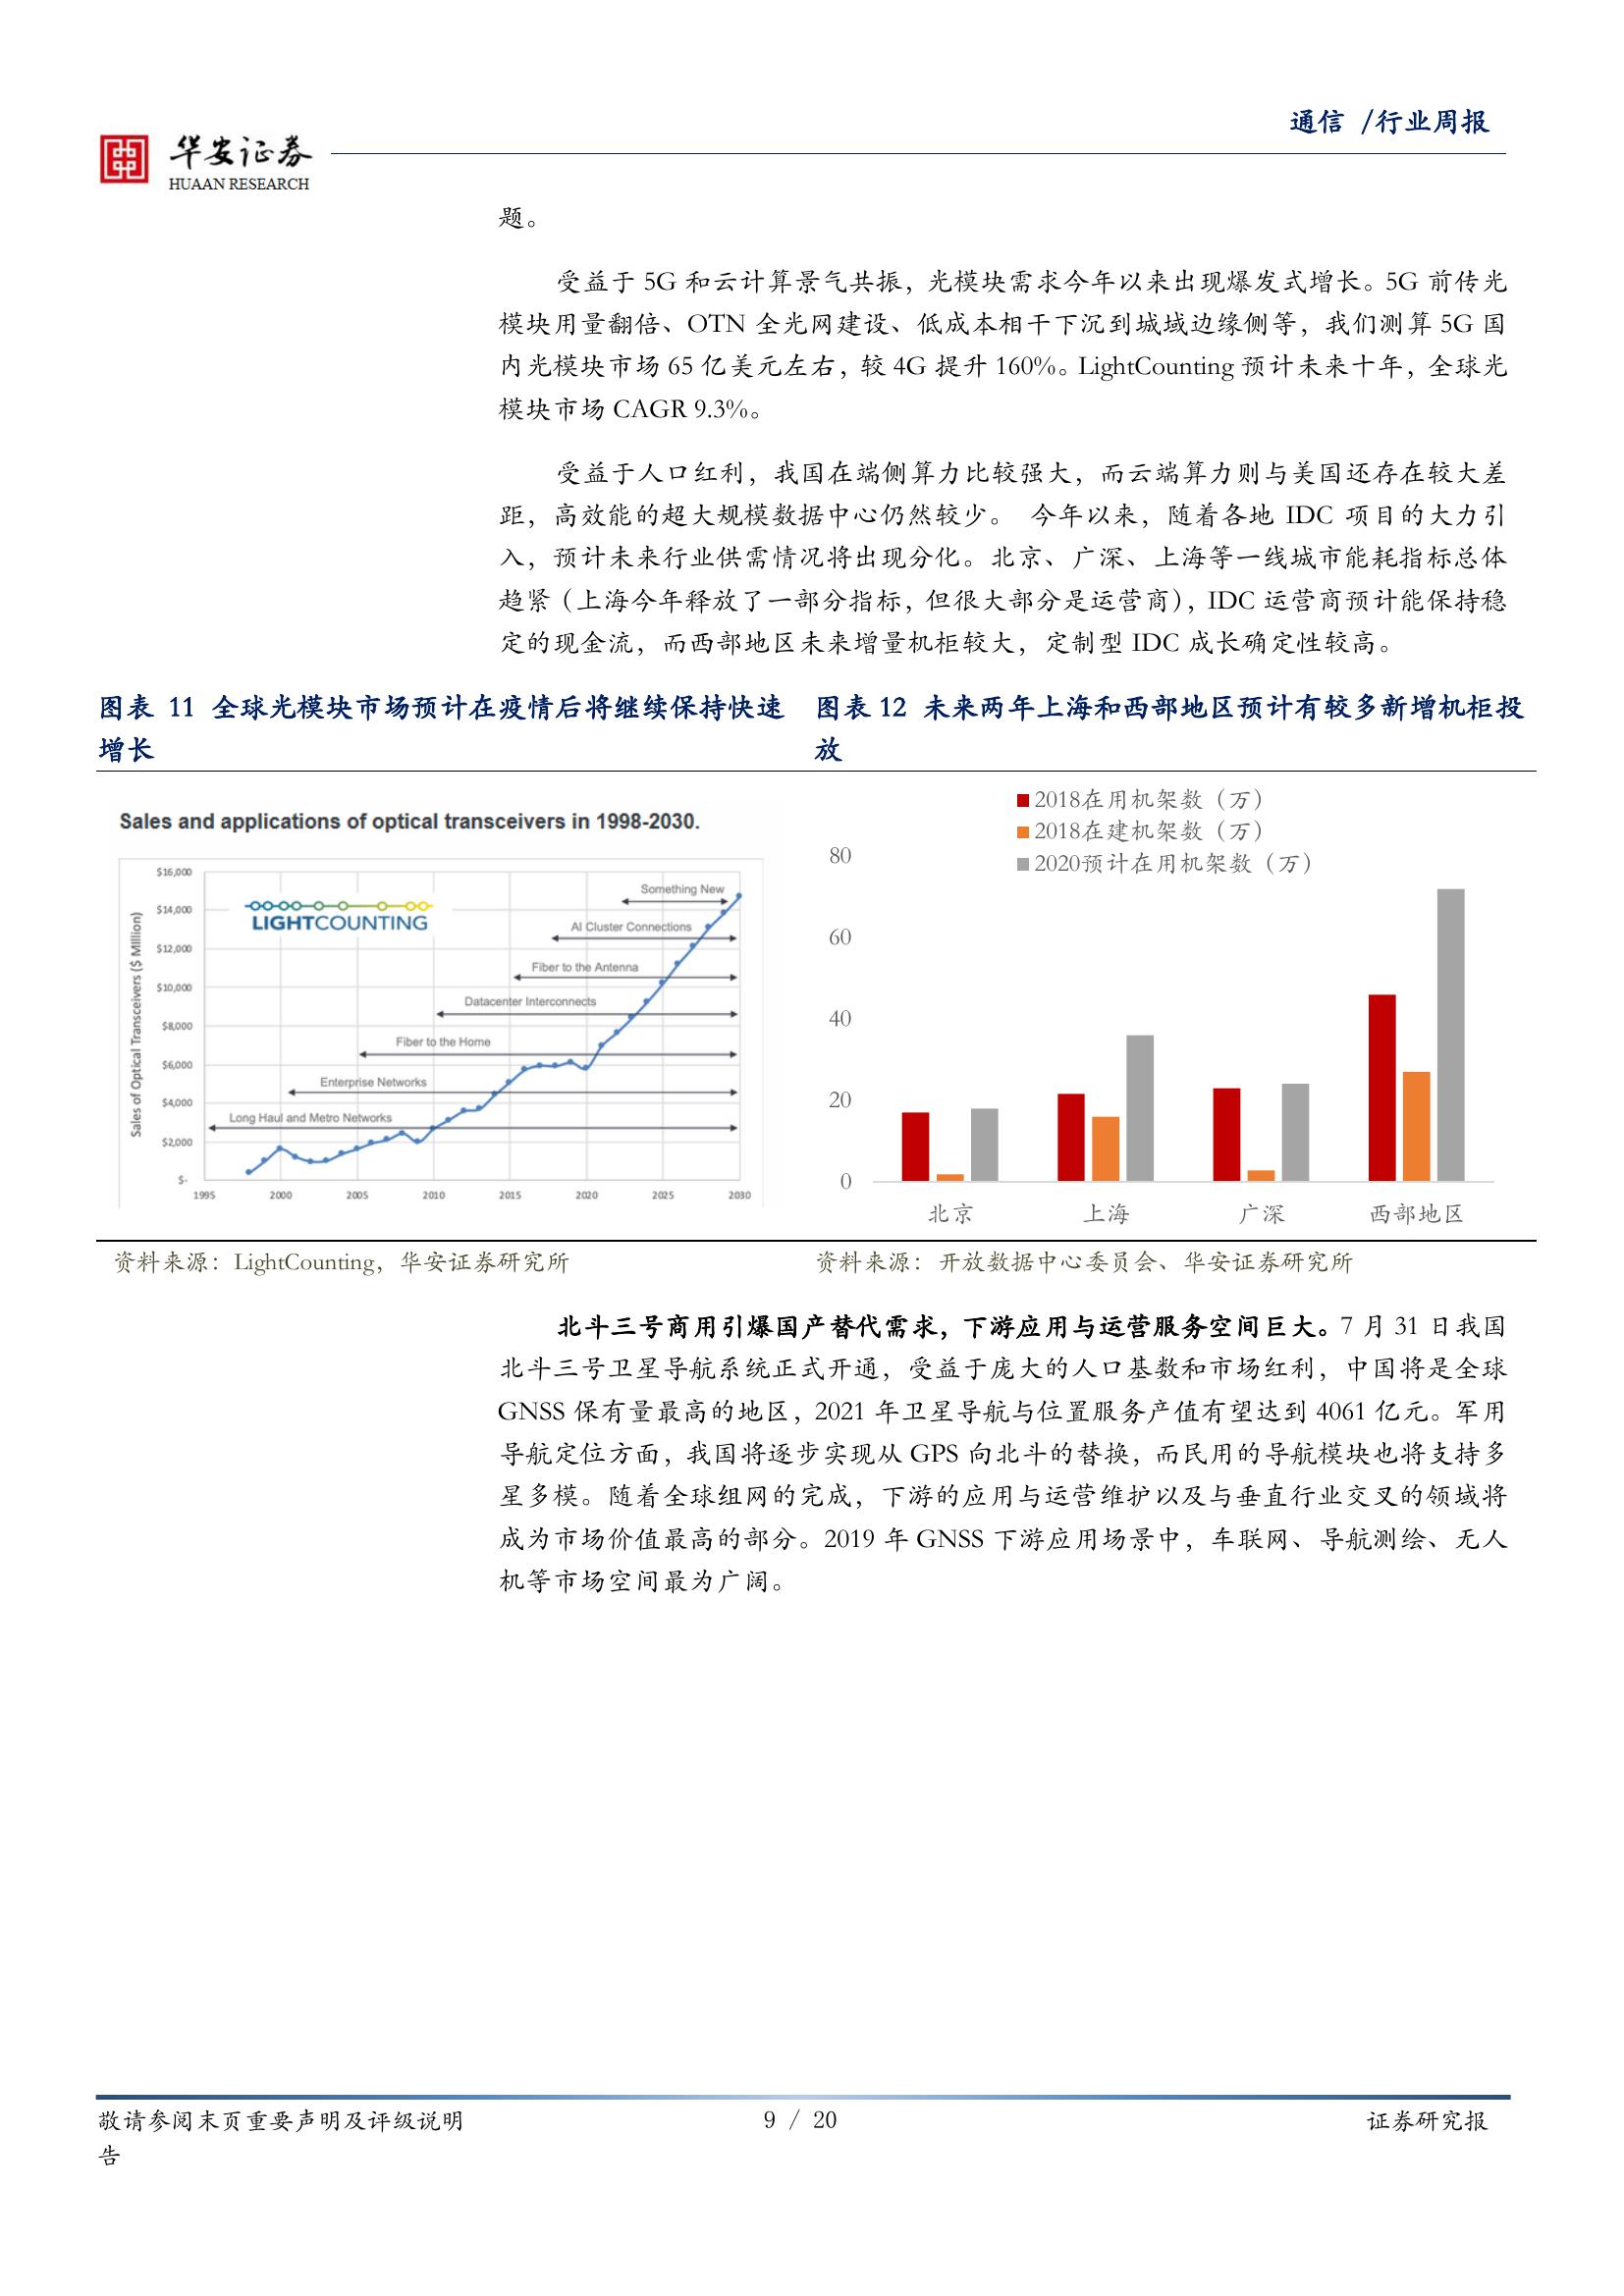 通信 /行业周报
华安证券
HUAAN RESEARCH
题。
受益于 5G 和云计算景气共振，光模块需求今年以来出现爆发式增长。5G 前传光
模块用量翻倍、OTN 全光网建设、低成本相干下沉到城域边缘侧等，我们测算 5G 国
内光模块市场 65 亿美元左右，较 4G 提升 160%。LightCounting 预计未来十年，全球光
模块市场 CAGR 9.3%。
受益于人口红利，我国在端侧算力比较强大，而云端算力则与美国还存在较大差
距，高效能的超大规模数据中心仍然较少。 今年以来，随着各地 IDC 项目的大力引
入，预计未来行业供需情况将出现分化。北京、广深、上海等一线城市能耗指标总体
趋紧（上海今年释放了一部分指标，但很大部分是运营商），IDC 运营商预计能保持稳
定的现金流，而西部地区未来增量机柜较大，定制型 IDC 成长确定性较高。
图表 11 全球光模块市场预计在疫情后将继续保持快速
增长
Sales and applications of optical transceivers in 1998-2030.
Sales of Optical Transceivers ($ Million)
$16,000
$14,000
$12,000
$10,000
$8,000
$6,000
$4,000
$2,000
$-
LIGHTCOUNTING
Something New
AI Cluster Connections
Fiber to the Antenna
Datacenter Interconnects
Fiber to the Home
Enterprise Networks
Long Haul and Metro Networks
1995 2000 2005 2010 2015 2020 2025 2030
资料来源：LightCounting，华安证券研究所
图表 12 未来两年上海和西部地区预计有较多新增机柜投
放
2018在用机架数（万）
2018在建机架数（万）
2020预计在用机架数（万）
80
60
40
20
0
北京 上海 广深 西部地区
资料来源：开放数据中心委员会、华安证券研究所
北斗三号商用引爆国产替代需求，下游应用与运营服务空间巨大。7 月 31 日我国
北斗三号卫星导航系统正式开通，受益于庞大的人口基数和市场红利，中国将是全球
GNSS 保有量最高的地区，2021 年卫星导航与位置服务产值有望达到 4061 亿元。军用
导航定位方面，我国将逐步实现从 GPS 向北斗的替换，而民用的导航模块也将支持多
星多模。随着全球组网的完成，下游的应用与运营维护以及与垂直行业交叉的领域将
成为市场价值最高的部分。2019 年 GNSS 下游应用场景中，车联网、导航测绘、无人
机等市场空间最为广阔。
敬请参阅末页重要声明及评级说明 9 / 20 证券研究报
告